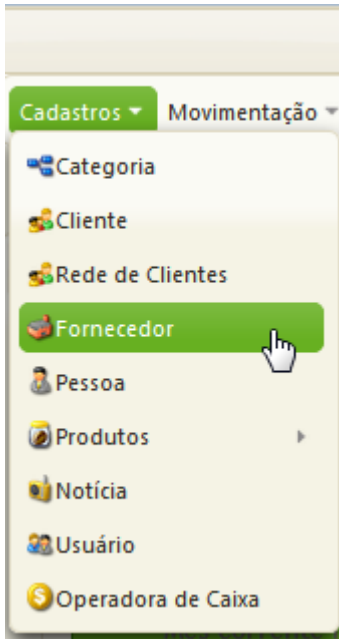 Cadastros Movimentação
Categoria
Cliente
Rede de Clientes
Fornecedor
Pessoa
Produtos
Notícia
Usuário
Operadora de Caixa